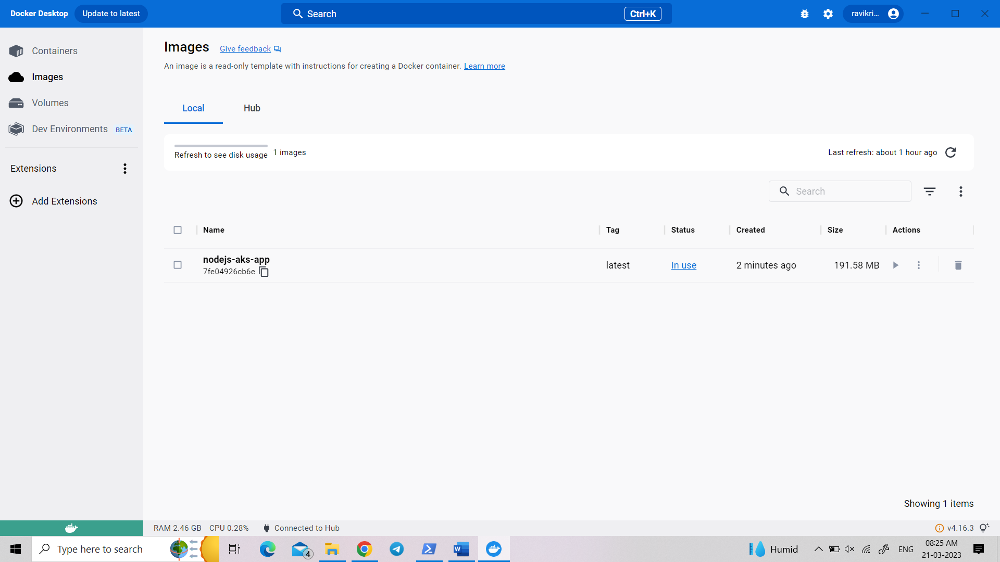 Docker Desktop Update to latest Search Ctrl+K ravikri...
Containers
Images
Volumes
Dev Environments BETA
Extensions
Add Extensions
Images Give feedback
An image is a read-only template with instructions for creating a Docker container. Learn more
Local Hub
Refresh to see disk usage 1 images Last refresh: about 1 hour ago
Search
Name Tag Status Created Size Actions
nodejs-aks-app
7fe04926cb6e
latest In use 2 minutes ago 191.58 MB
Showing 1 items
RAM 2.46 GB CPU 0.28% Connected to Hub v4.16.3
Type here to search 4 Humid ENG 08:25 AM
21-03-2023